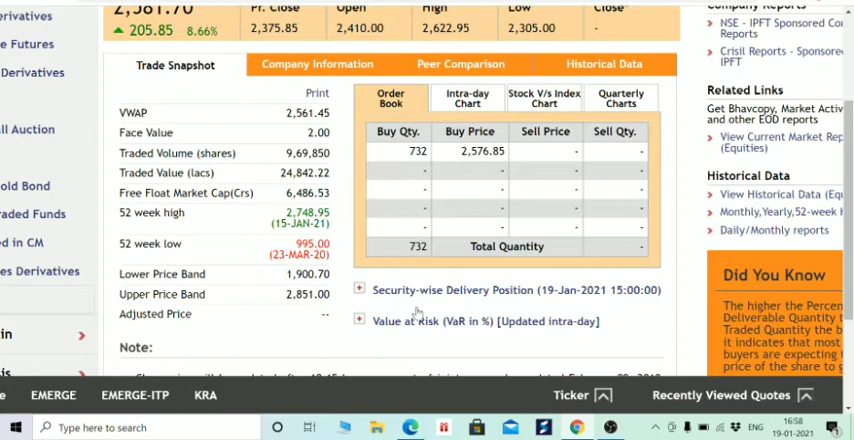 erivatives
e Futures
Derivatives
ll Auction
old Bond
raded Funds
d in CM
es Derivatives
in
2,581.70
205.85 8.66%
Pr. Close Open High Low Close*
2,375.85 2,410.00 2,622.95 2,305.00 -
Trade Snapshot Company Information Peer Comparison Historical Data
Print
VWAP 2,561.45
Face Value 2.00
Traded Volume (shares) 9,69,850
Traded Value (lacs) 24,842.22
Free Float Market Cap(Crs) 6,486.53
52 week high 2,748.95
(15-JAN-21)
52 week low 995.00
(23-MAR-20)
Lower Price Band 1,900.70
Upper Price Band 2,851.00
Adjusted Price --
Note:
Order Book
Intra-day Chart
Stock V/s Index Chart
Quarterly Charts
Buy Qty. Buy Price Sell Price Sell Qty.
732 2,576.85 - -
- - - -
- - - -
- - - -
- - - -
732 Total Quantity -
+ Security-wise Delivery Position (19-Jan-2021 15:00:00)
+ Value at Risk (VaR in %) [Updated intra-day]
Company Reports
NSE - IPFT Sponsored Co
Reports
Crisil Reports - Sponsore
IPFT
Related Links
Get Bhavcopy, Market Activ
and other EOD reports
View Current Market Rep
(Equities)
Historical Data
View Historical Data (Equ
Monthly,Yearly,52-week h
Daily/Monthly reports
Did You Know
The higher the Percen
Deliverable Quantity t
Traded Quantity the b
it indicates that most
buyers are expecting t
price of the share to g
EMERGE EMERGE-ITP KRA Ticker Recently Viewed Quotes
Type here to search
ENG
16:58
19-01-2021